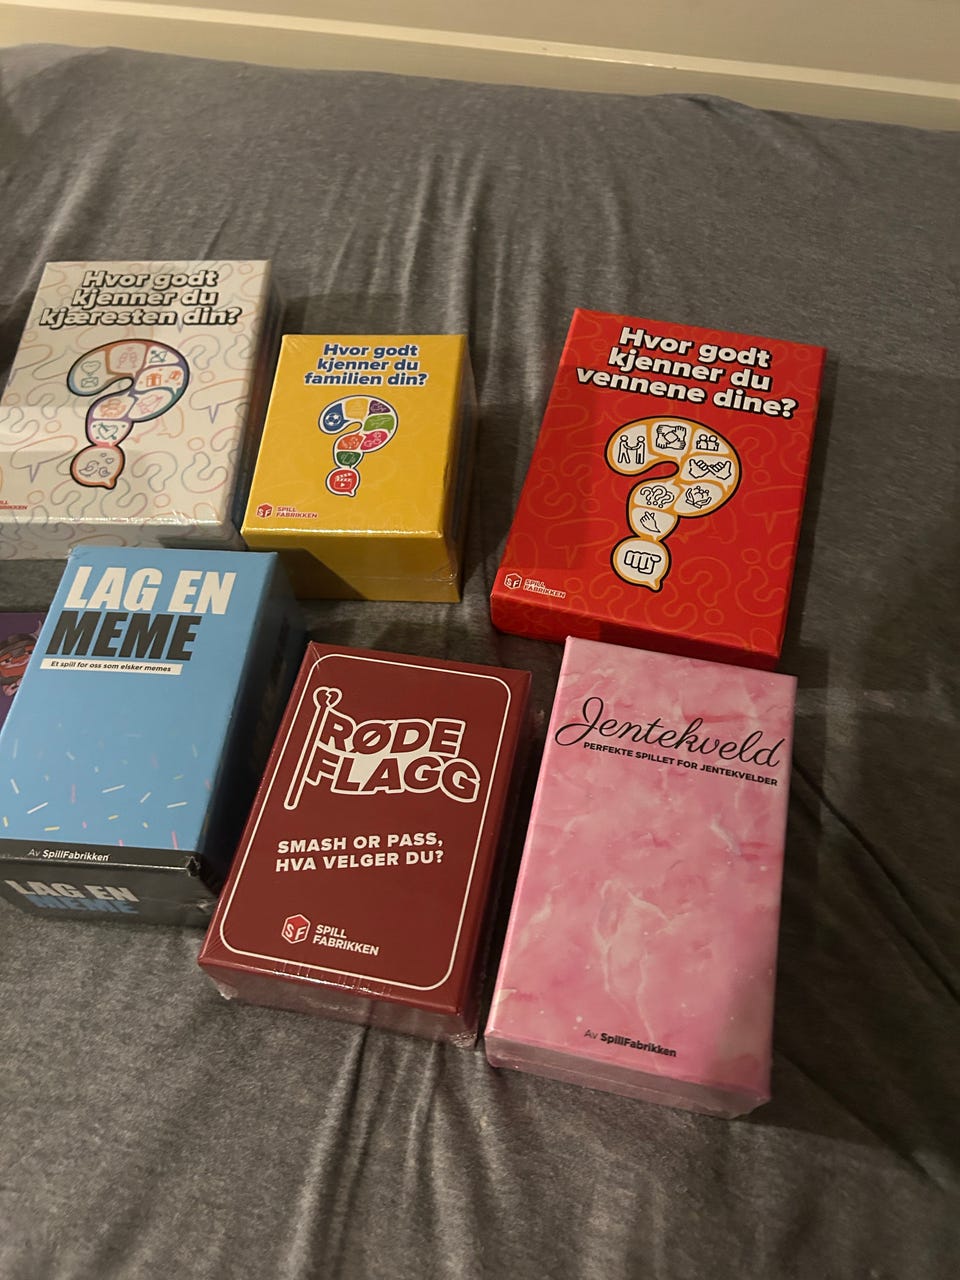 Hvor godt
kjenner du
kjæresten din?
Hvor godt
kjenner du
familien din?
SPILL
FABRIKKEN
Hvor godt
kjenner du
vennene dine?
SPILL
FABRIKKEN
LAG EN
MEME
Et spill for oss som elsker memes
Av SpillFabrikken
LAG EN
MEME
RØDE
FLAGG
SMASH OR PASS,
HVA VELGER DU?
SF
SPILL
FABRIKKEN
Jentekveld
PERFEKTE SPILLET FOR JENTEKVELDER
Av SpillFabrikken